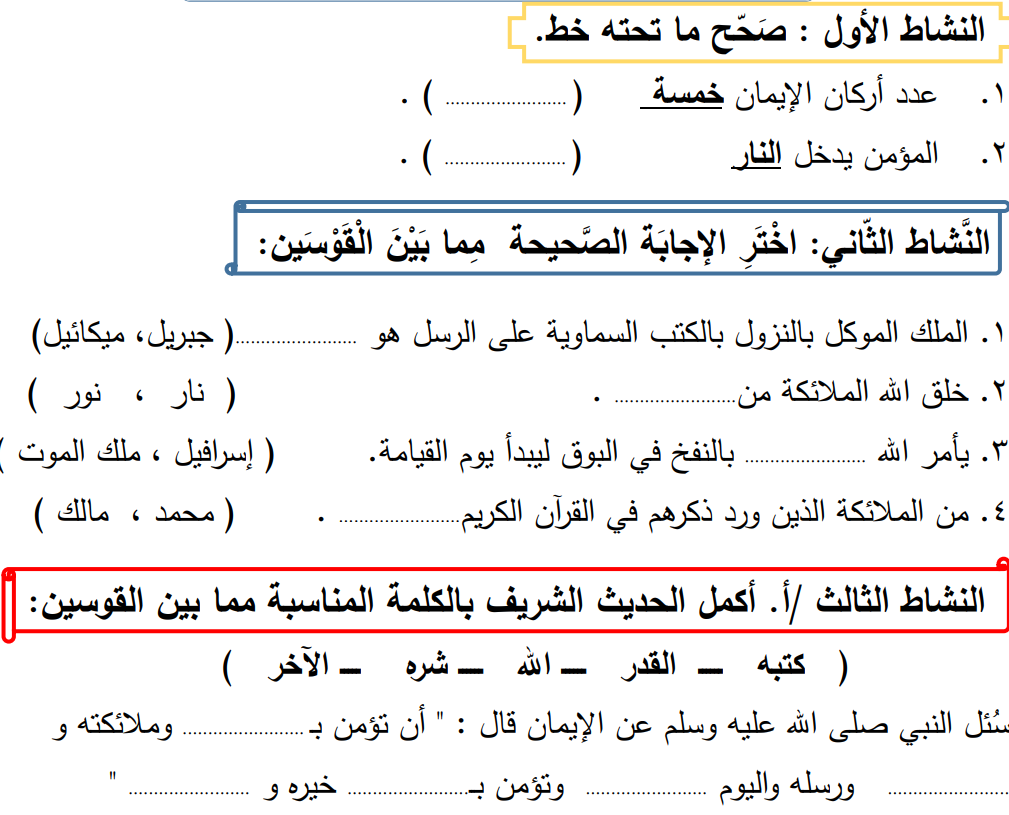 النشاط الأول : صَحّح ما تحته خط.
١. عدد أركان الإيمان خمسة ( ........................ ) .
٢. المؤمن يدخل النار ( ........................ ) .
النَّشاط الثّاني: اخْتَرِ الإجابَة الصَّحيحة مِما بَيْنَ الْقَوْسَين:
١. الملك الموكل بالنزول بالكتب السماوية على الرسل هو ........................( جبريل، ميكائيل)
٢. خلق الله الملائكة من........................ . ( نار ، نور )
٣. يأمر الله ........................ بالنفخ في البوق ليبدأ يوم القيامة. ( إسرافيل ، ملك الموت )
٤. من الملائكة الذين ورد ذكرهم في القرآن الكريم........................ . ( محمد ، مالك )
النشاط الثالث /أ. أكمل الحديث الشريف بالكلمة المناسبة مما بين القوسين:
( كتبه – القدر – الله – شره – الآخر )
سُئل النبي صلى الله عليه وسلم عن الإيمان قال : " أن تؤمن بـ ........................ وملائكته و
........................ ورسله واليوم ........................ وتؤمن بـ........................ خيره و ........................ "